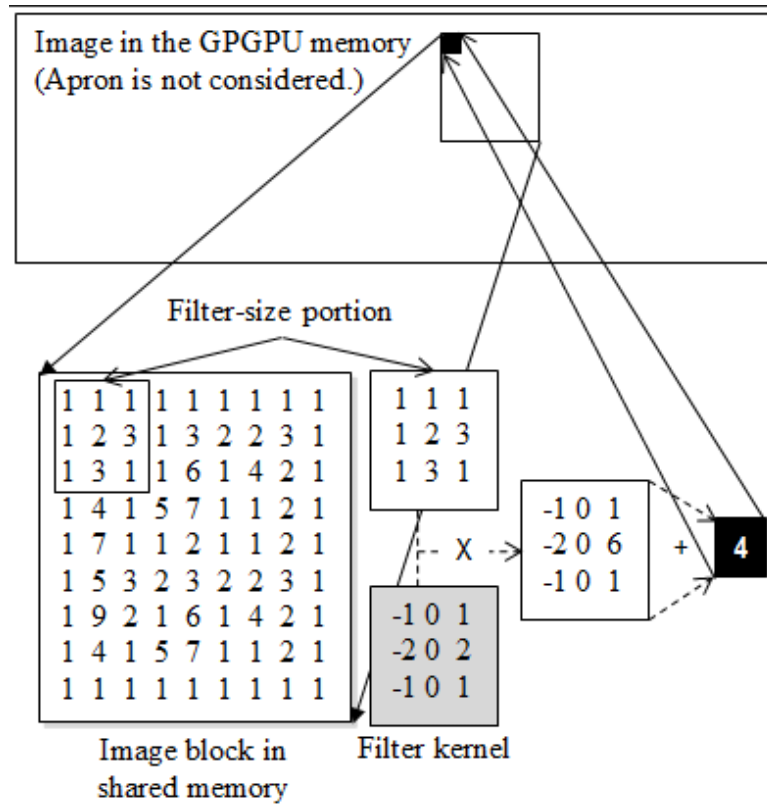 Image in the GPGPU memory
(Apron is not considered.)
Filter-size portion
1 1 1 1 1 1 1 1 1
1 2 3 1 3 2 2 3 1
1 3 1 1 6 1 4 2 1
1 4 1 5 7 1 1 2 1
1 7 1 1 2 1 1 2 1
1 5 3 2 3 2 2 3 1
1 9 2 1 6 1 4 2 1
1 4 1 5 7 1 1 2 1
1 1 1 1 1 1 1 1 1
Image block in
shared memory
1 1 1
1 2 3
1 3 1
X
-1 0 1
-2 0 2
-1 0 1
Filter kernel
-1 0 1
-2 0 6
-1 0 1
+
4